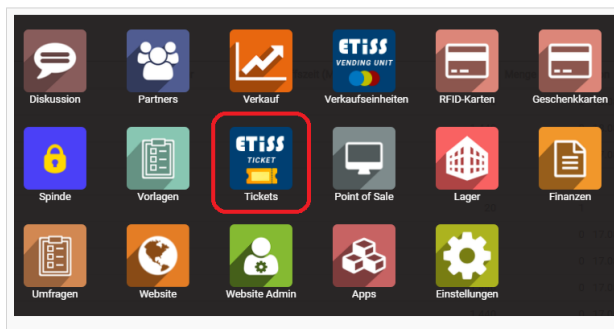 Diskussion
Partners
Verkauf
ETiSS
VENDING UNIT
Verkaufseinheiten
RFID-Karten
Geschenkkarten
Spinde
Vorlagen
ETiSS
TICKET
Tickets
Point of Sale
Lager
Finanzen
Umfragen
Website
Website Admin
Apps
Einstellungen